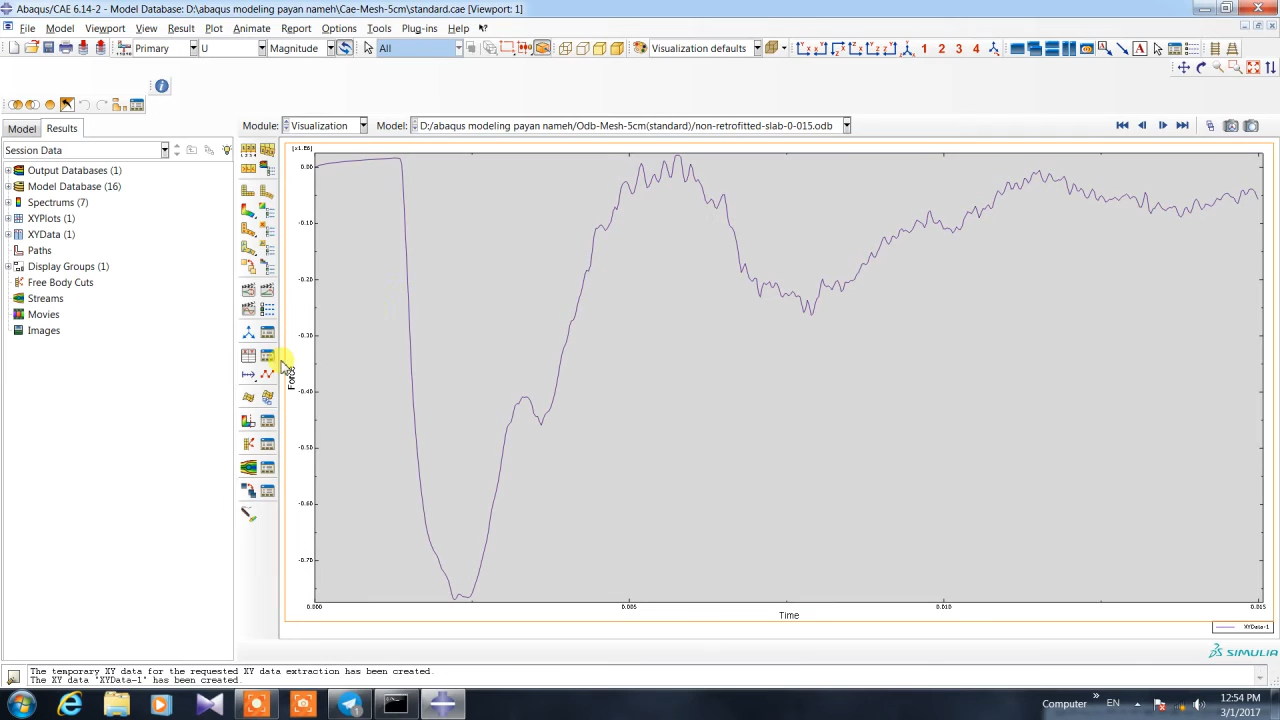 Abaqus/CAE 6.14-2 - Model Database: D:\abaqus modeling payan nameh\Cae-Mesh-5cm\standard.cae [Viewport: 1]
File Model Viewport View Result Plot Animate Report Options Tools Plug-ins Help
Primary U Magnitude All Visualization defaults 1 2 3 4
Model Results Module: Visualization Model: D:/abaqus modeling payan nameh/Odb-Mesh-5cm(standard)/non-retrofitted-slab-0-015.odb
Session Data
Output Databases (1)
Model Database (16)
Spectrums (7)
XYPlots (1)
XYData (1)
Paths
Display Groups (1)
Free Body Cuts
Streams
Movies
Images
[x1.E6]
0.00
-0.10
-0.20
-0.30
-0.40
-0.50
-0.60
-0.70
Force
0.000 0.005 0.010 0.015
Time
XYData-1
SIMULIA
The temporary XY data for the requested XY data extraction has been created.
The XY data "XYData-1" has been created.
Computer EN 12:54 PM
3/1/2017